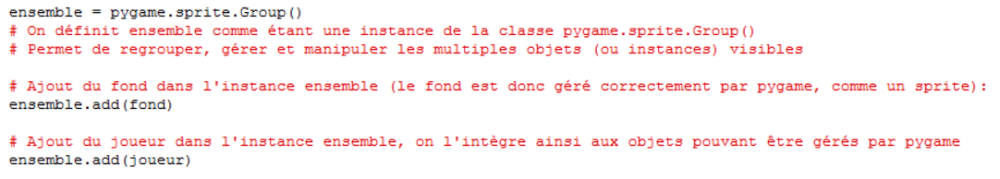 ensemble = pygame.sprite.Group()
# On définit ensemble comme étant une instance de la classe pygame.sprite.Group()
# Permet de regrouper, gérer et manipuler les multiples objets (ou instances) visibles
# Ajout du fond dans l'instance ensemble (le fond est donc géré correctement par pygame, comme un sprite):
ensemble.add(fond)
# Ajout du joueur dans l'instance ensemble, on l'intègre ainsi aux objets pouvant être gérés par pygame
ensemble.add(joueur)